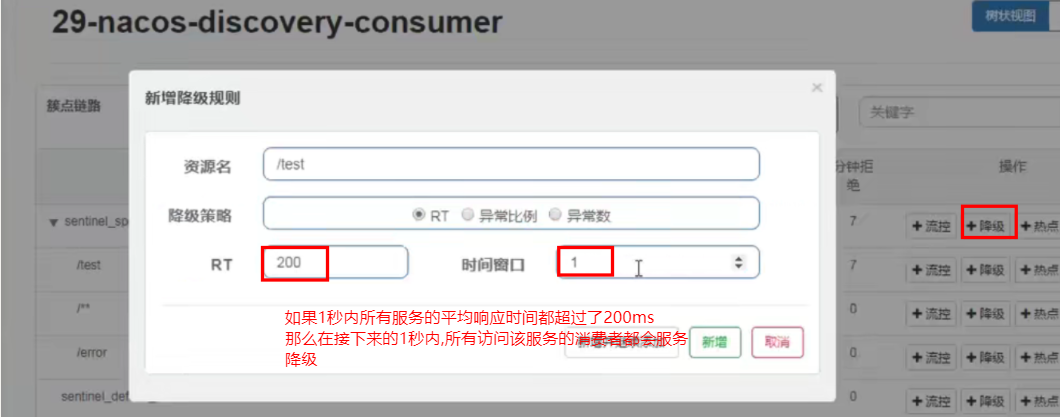 29-nacos-discovery-consumer
树状视图
新增降级规则
×
簇点链路
关键字
资源名
/test
分钟拒绝
操作
降级策略
RT
异常比例
异常数
sentinel_spo
7
+流控
+降级
+热点
RT
200
时间窗口
1
/test
7
+流控
+降级
+热点
/**
0
+流控
+降级
+热点
如果1秒内所有服务的平均响应时间都超过了200ms
那么在接下来的1秒内,所有访问该服务的消费者都会服务
降级
新增
取消
/error
0
+流控
+降级
+热点
sentinel_def
0
+流控
+降级
+热点